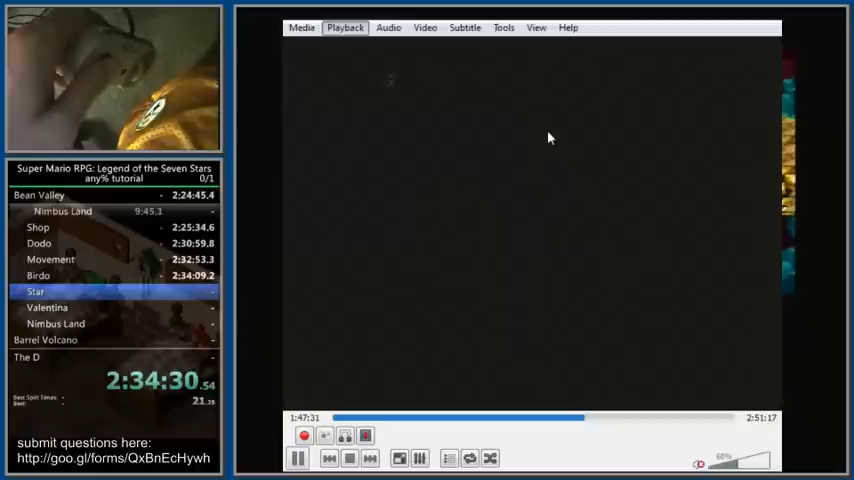 Media Playback Audio Video Subtitle Tools View Help
Super Mario RPG: Legend of the Seven Stars
any% tutorial 0/1
Bean Valley - 2:24:45.4
Nimbus Land 9:45.1 -
Shop - 2:25:34.6
Dodo - 2:30:59.8
Movement - 2:32:53.3
Birdo - 2:34:09.2
Star -
Valentina -
Nimbus Land -
Barrel Volcano -
The D -
2:34:30.54
Best Split Times: -
Best: -
submit questions here:
http://goo.gl/forms/QxBnEcHywh
1:47:31 2:51:17
60%